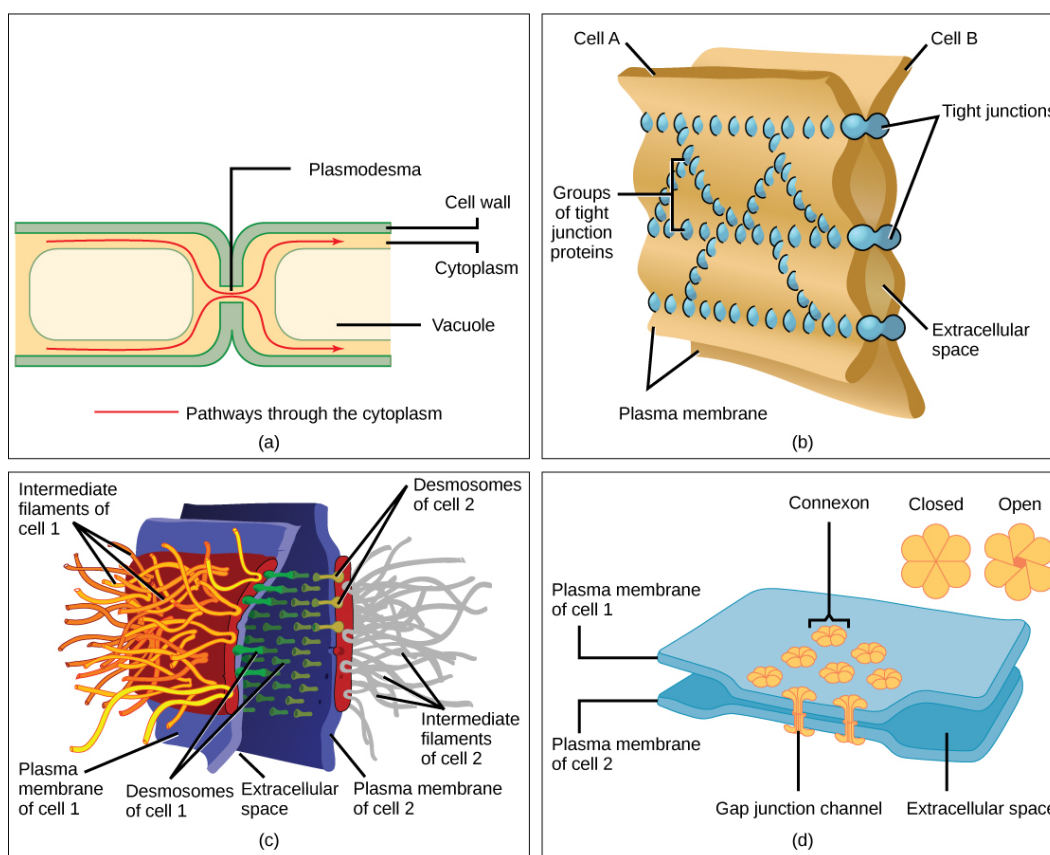 Plasmodesma
Cell wall
Cytoplasm
Vacuole
Pathways through the cytoplasm
(a)
Cell A
Cell B
Tight junctions
Groups
of tight
junction
proteins
Extracellular
space
Plasma membrane
(b)
Intermediate
filaments of
cell 1
Desmosomes
of cell 2
Intermediate
filaments
of cell 2
Plasma
membrane
of cell 1
Desmosomes
of cell 1
Extracellular
space
Plasma membrane
of cell 2
(c)
Connexon
Closed
Open
Plasma membrane
of cell 1
Plasma membrane
of cell 2
Gap junction channel
Extracellular space
(d)